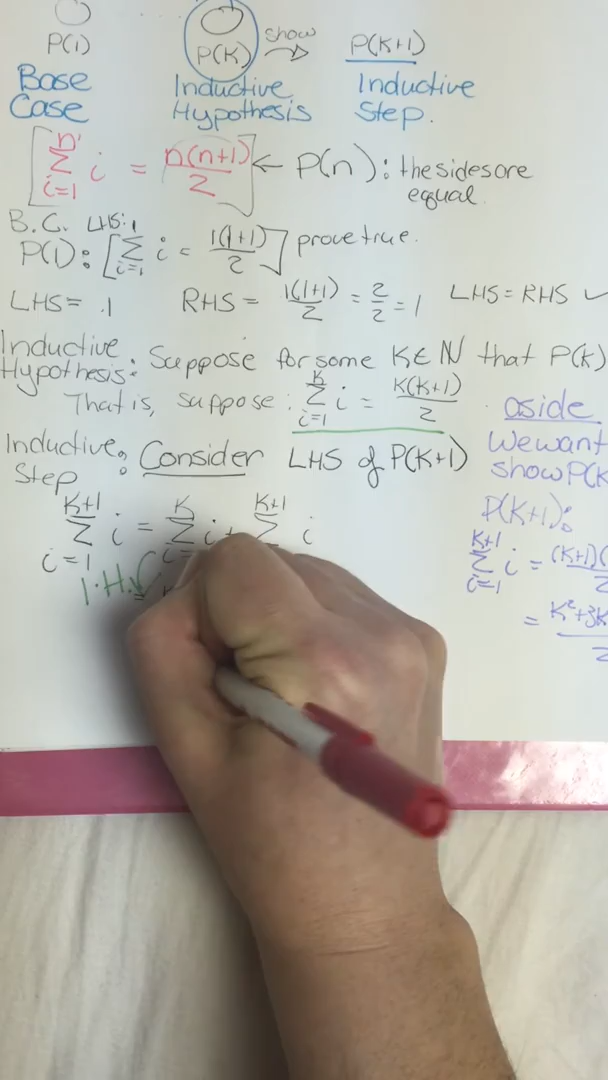 P(1) P(K) show P(K+1)
Base Case Inductive Hypothesis Inductive Step.
[n Σ i=1 i = n(n+1)/2] ← P(n): the sides are equal.
B.C. LHS: 1
P(1): [Σ i=1 i = 1(1+1)/2] prove true.
LHS = 1 RHS = 1(1+1)/2 = 2/2 = 1 LHS = RHS ✓
Inductive Hypothesis: Suppose for some K ∈ ℕ that P(k)
That is, suppose: K Σ i=1 i = K(K+1)/2
Inductive Step: Consider LHS of P(K+1)
K+1 Σ i=1 i = K Σ i + K+1 Σ i
I.H.
aside
We want
show P(K
P(K+1):
K+1 Σ i=1 i = (K+1)(
= K²+3K